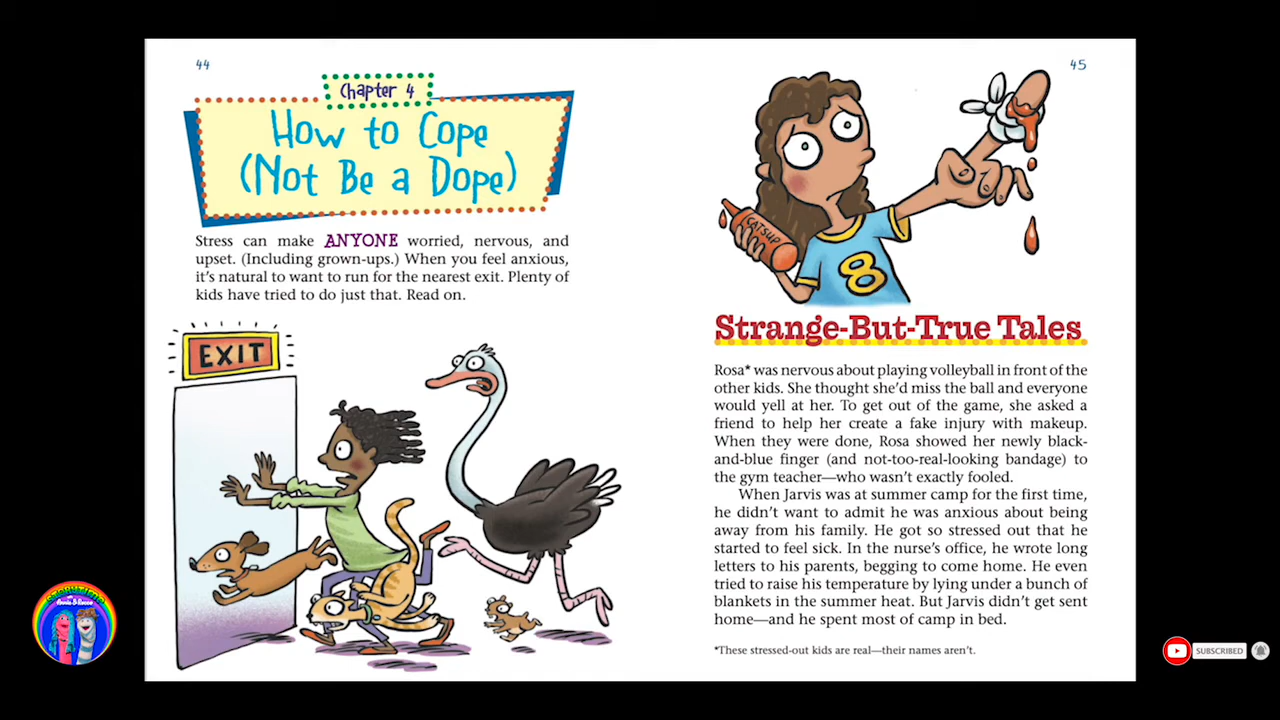 44
Chapter 4
How to Cope
(Not Be a Dope)
Stress can make ANYONE worried, nervous, and
upset. (Including grown-ups.) When you feel anxious,
it's natural to want to run for the nearest exit. Plenty of
kids have tried to do just that. Read on.
EXIT
45
CATSUP
8
Strange-But-True Tales
Rosa* was nervous about playing volleyball in front of the
other kids. She thought she'd miss the ball and everyone
would yell at her. To get out of the game, she asked a
friend to help her create a fake injury with makeup.
When they were done, Rosa showed her newly black-
and-blue finger (and not-too-real-looking bandage) to
the gym teacher—who wasn't exactly fooled.
When Jarvis was at summer camp for the first time,
he didn't want to admit he was anxious about being
away from his family. He got so stressed out that he
started to feel sick. In the nurse's office, he wrote long
letters to his parents, begging to come home. He even
tried to raise his temperature by lying under a bunch of
blankets in the summer heat. But Jarvis didn't get sent
home—and he spent most of camp in bed.
*These stressed-out kids are real—their names aren't.
SUBSCRIBED